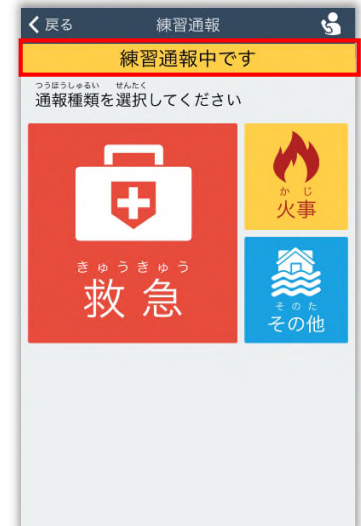 戻る 練習通報
練習通報中です
つうほうしゅるい せんたく
通報種類を選択してください
きゅうきゅう
救急
かじ
火事
そのた
その他